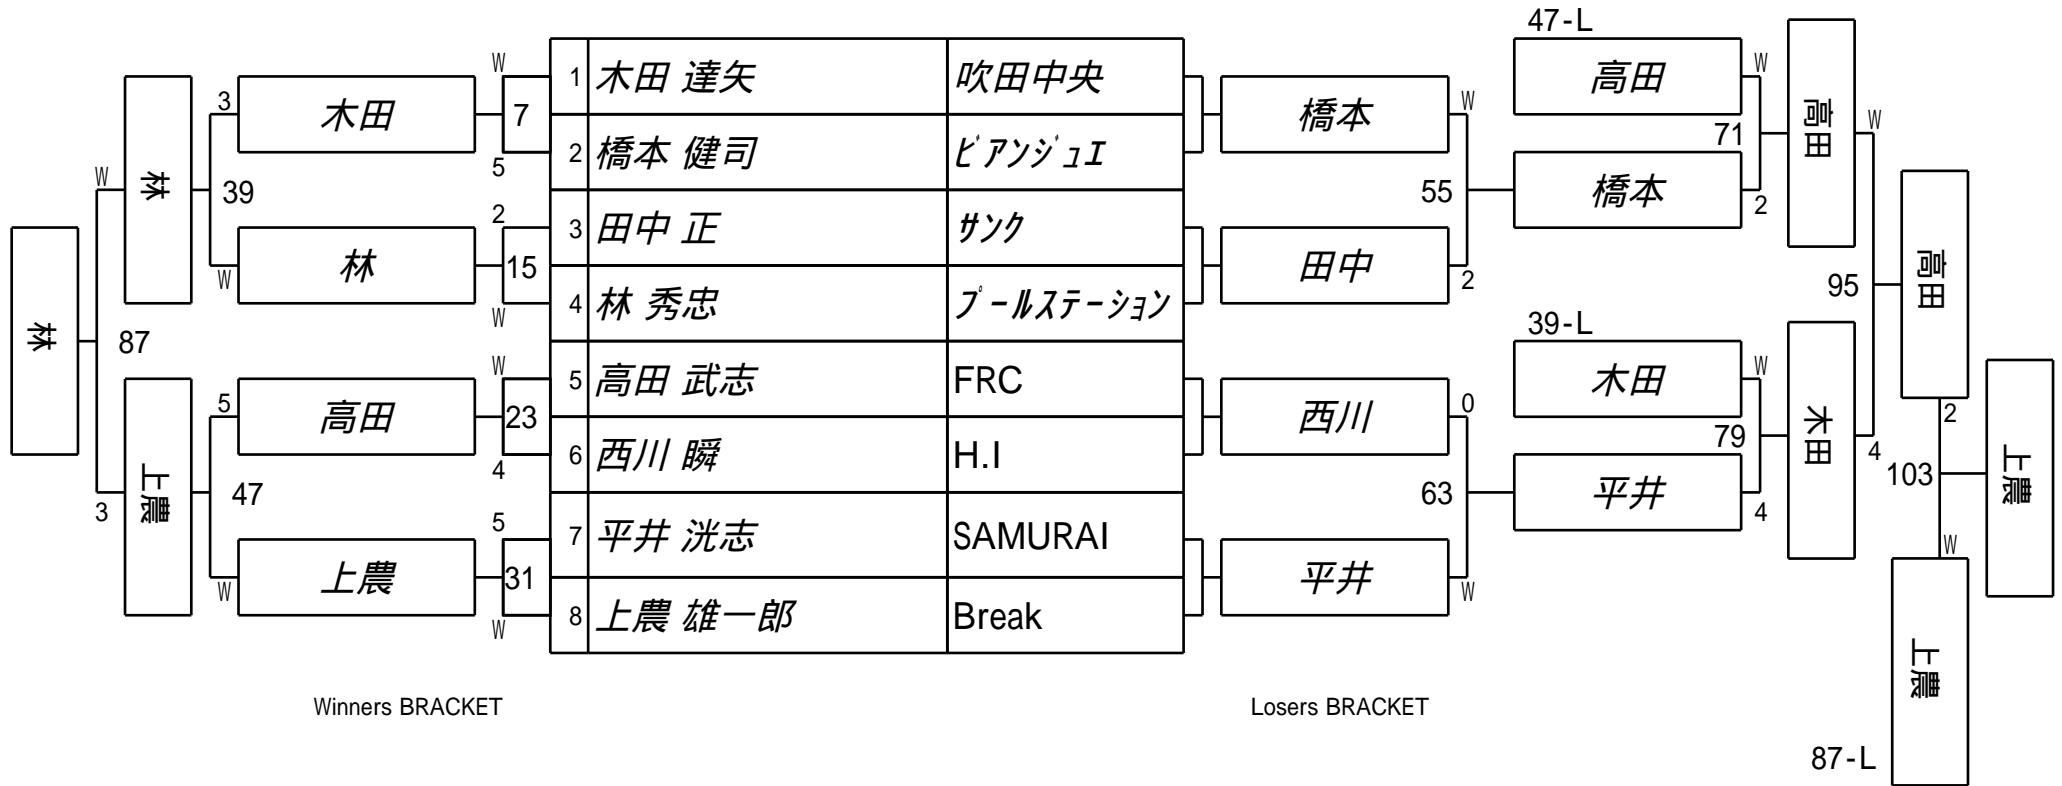 47-L
W
1 木田 達矢 吹田中央
高田
W
3
木田
7
橋本
W
71
高田
W
5
2 橋本 健司 ビアンジュエ
橋本
2
W
林
39
2
3 田中 正 サンク
55
高田
W
林
15
田中
2
95
W
4 林 秀忠 プールステーション
39-L
林
87
W
5 高田 武志 FRC
木田
W
5
高田
23
西川
0
79
木田
4
2
4
6 西川 瞬 H.I
63
平井
4
103
上農
3
上農
47
5
7 平井 洸志 SAMURAI
W
上農
31
平井
W
W
W
8 上農 雄一郎 Break
上農
Winners BRACKET
Losers BRACKET
87-L